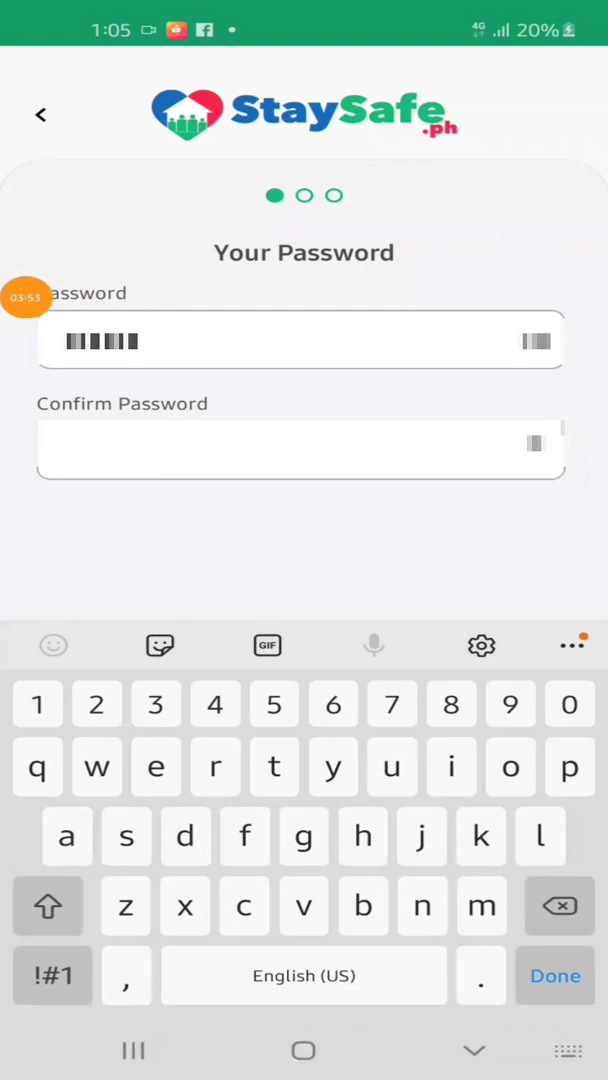 1:05 4G 20%
StaySafe
.ph
Your Password
03:53 assword
Confirm Password
GIF
1 2 3 4 5 6 7 8 9 0
q w e r t y u i o p
a s d f g h j k l
z x c v b n m
!#1 , English (US) . Done